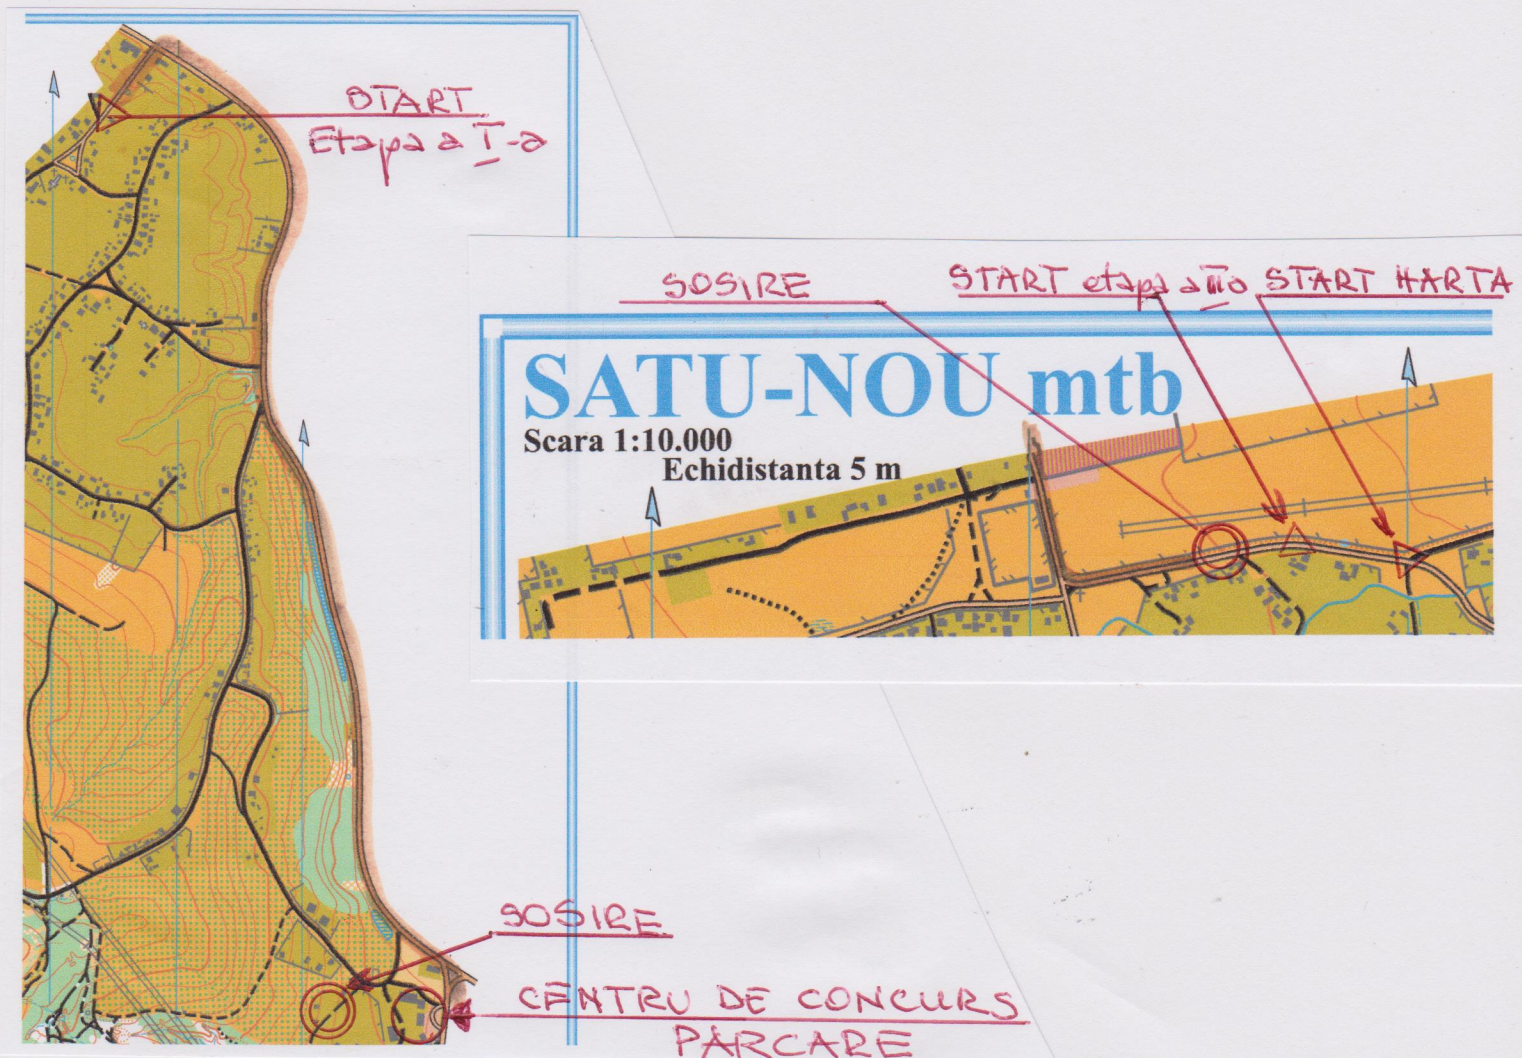 START
Etapa a I-a
SOSIRE
START etapa a II a
START HARTA
SATU-NOU mtb
Scara 1:10.000
Echidistanta 5 m
SOSIRE
CENTRU DE CONCURS
PARCARE